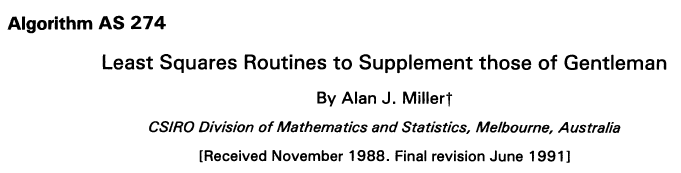 Algorithm AS 274
Least Squares Routines to Supplement those of Gentleman
By Alan J. Miller†
CSIRO Division of Mathematics and Statistics, Melbourne, Australia
[Received November 1988. Final revision June 1991]